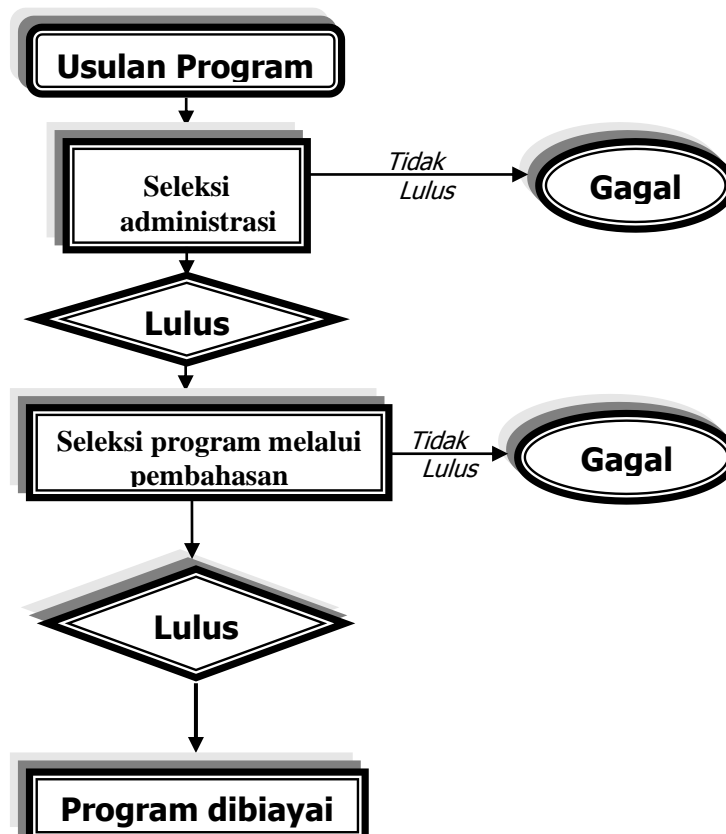 Usulan Program
Seleksi
administrasi
Tidak
Lulus
Gagal
Lulus
Seleksi program melalui
pembahasan
Tidak
Lulus
Gagal
Lulus
Program dibiayai